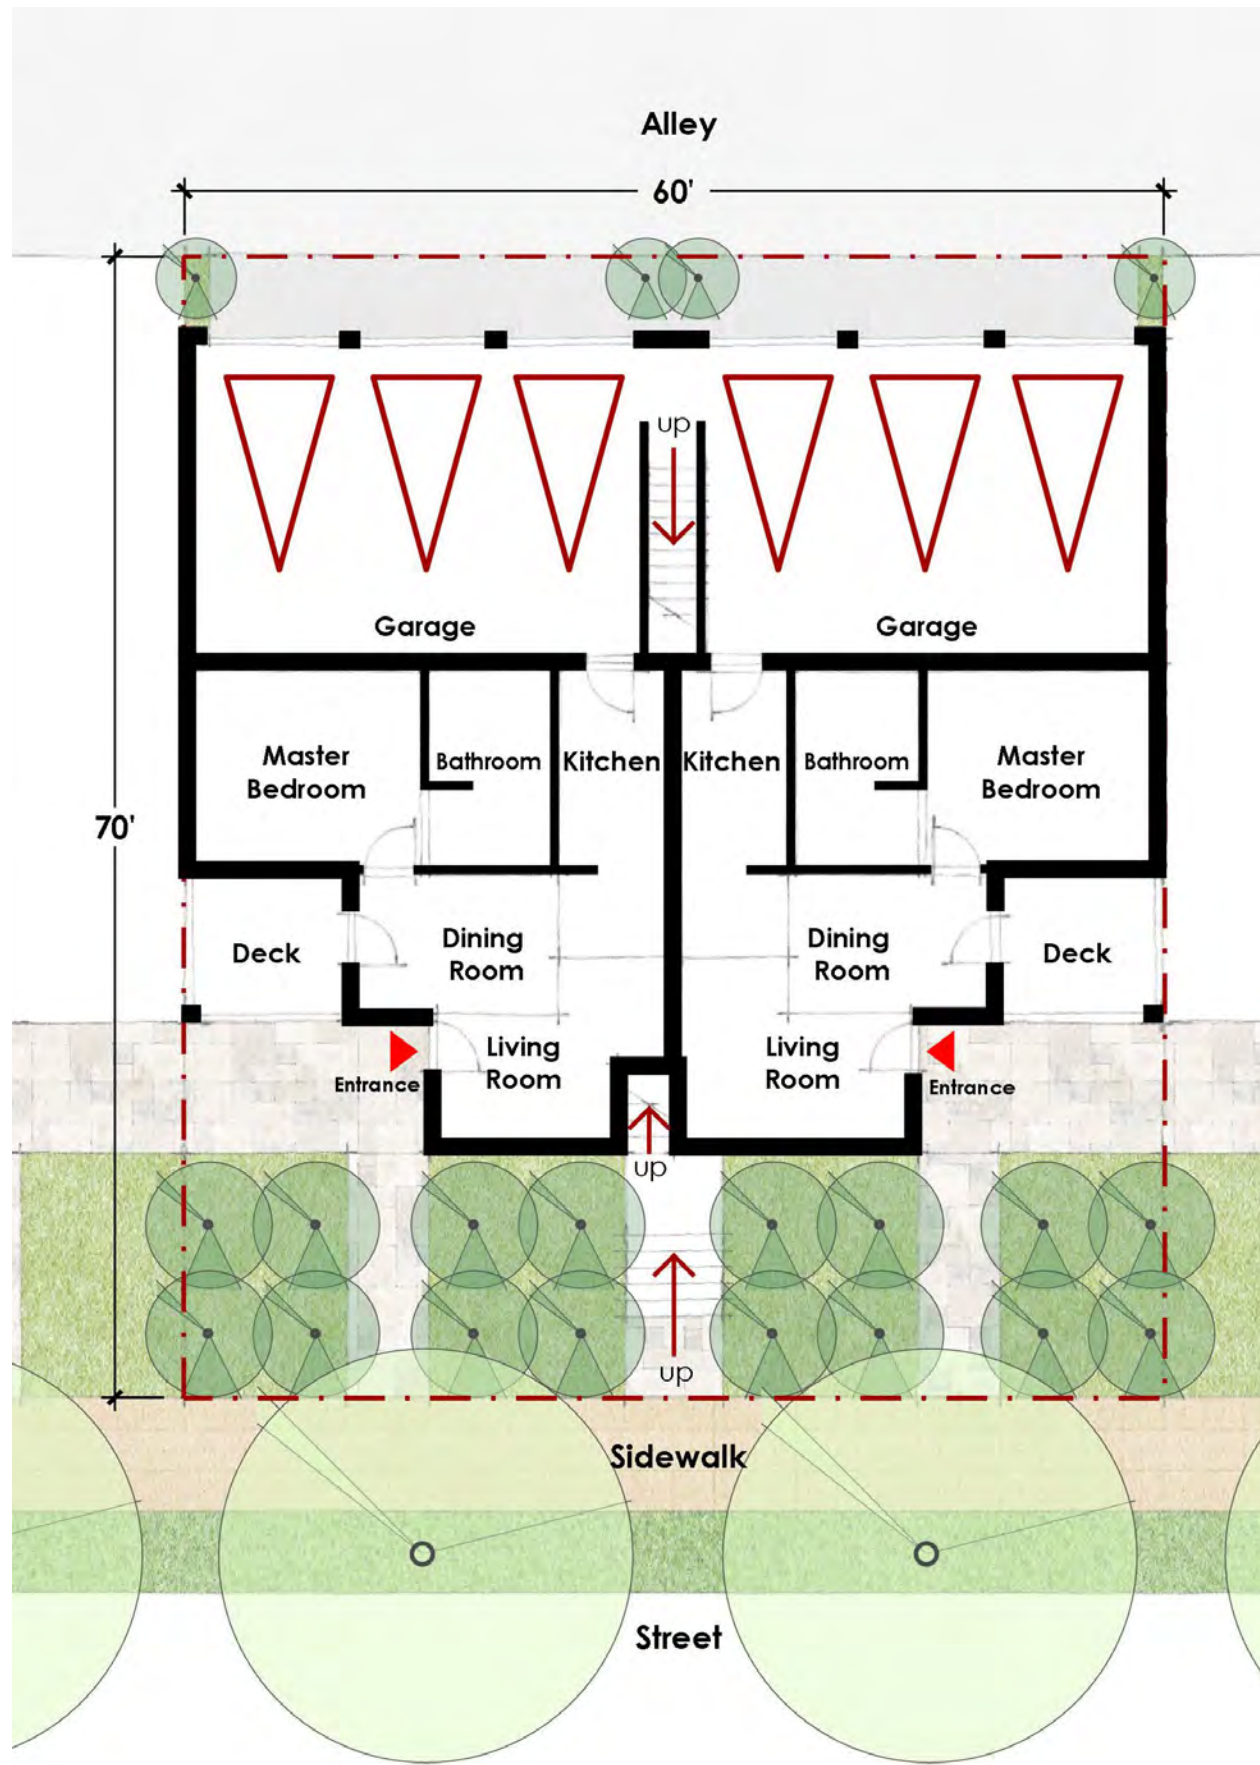 Alley
60'
up
Garage
Garage
Master
Bedroom
Bathroom
Kitchen
Kitchen
Bathroom
Master
Bedroom
70'
Deck
Dining
Room
Dining
Room
Deck
Living
Room
Living
Room
Entrance
Entrance
up
up
Sidewalk
Street